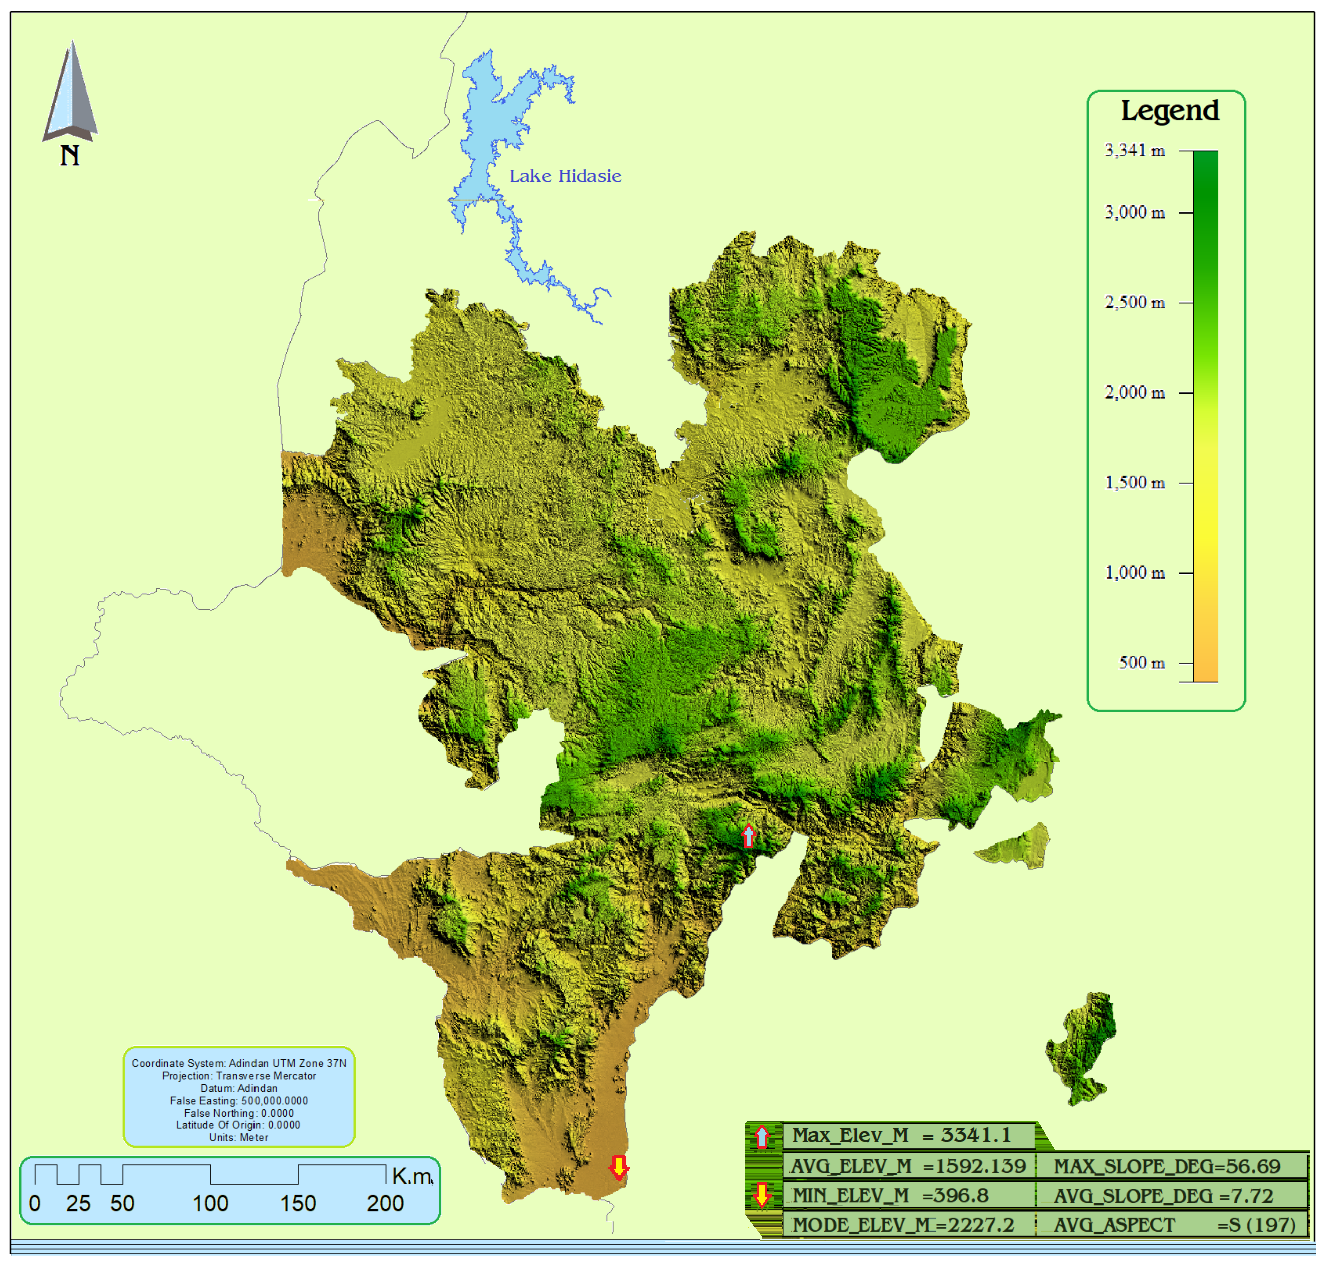 N
Lake Hidasie
Legend
3,341 m
3,000 m
2,500 m
2,000 m
1,500 m
1,000 m
500 m
Coordinate System: Adindan UTM Zone 37N
Projection: Transverse Mercator
Datum: Adindan
False Easting: 500,000.0000
False Northing: 0.0000
Latitude Of Origin: 0.0000
Units: Meter
K.m.
0 25 50 100 150 200
Max_Elev_M = 3341.1
AVG_ELEV_M =1592.139 MAX_SLOPE_DEG=56.69
MIN_ELEV_M =396.8 AVG_SLOPE_DEG =7.72
MODE_ELEV_M=2227.2 AVG_ASPECT =S (197)